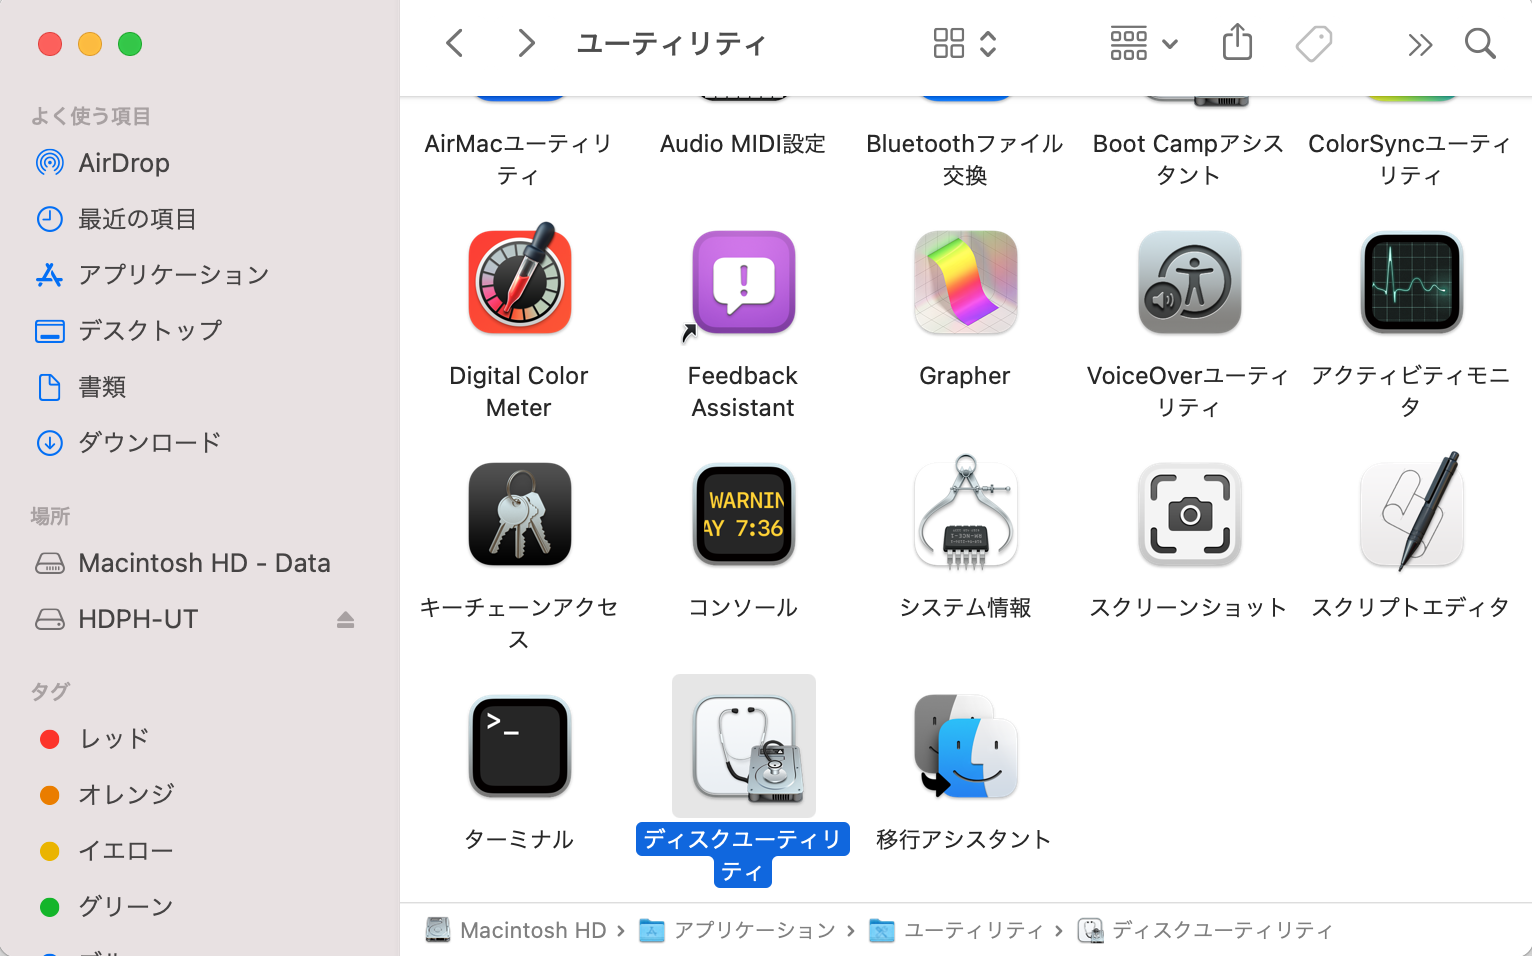 ユーティリティ
よく使う項目
AirDrop
最近の項目
アプリケーション
デスクトップ
書類
ダウンロード
場所
Macintosh HD - Data
HDPH-UT
タグ
レッド
オレンジ
イエロー
グリーン
AirMacユーティリ
ティ
Audio MIDI設定
Bluetoothファイル
交換
Boot Campアシス
タント
ColorSyncユーティ
リティ
Digital Color
Meter
Feedback
Assistant
Grapher
VoiceOverユーティ
リティ
アクティビティモニ
タ
WARNIN
AY 7:36
キーチェーンアクセ
ス
コンソール
システム情報
スクリーンショット
スクリプトエディタ
>_
ターミナル
ディスクユーティリ
ティ
移行アシスタント
Macintosh HD › アプリケーション › ユーティリティ › ディスクユーティリティ